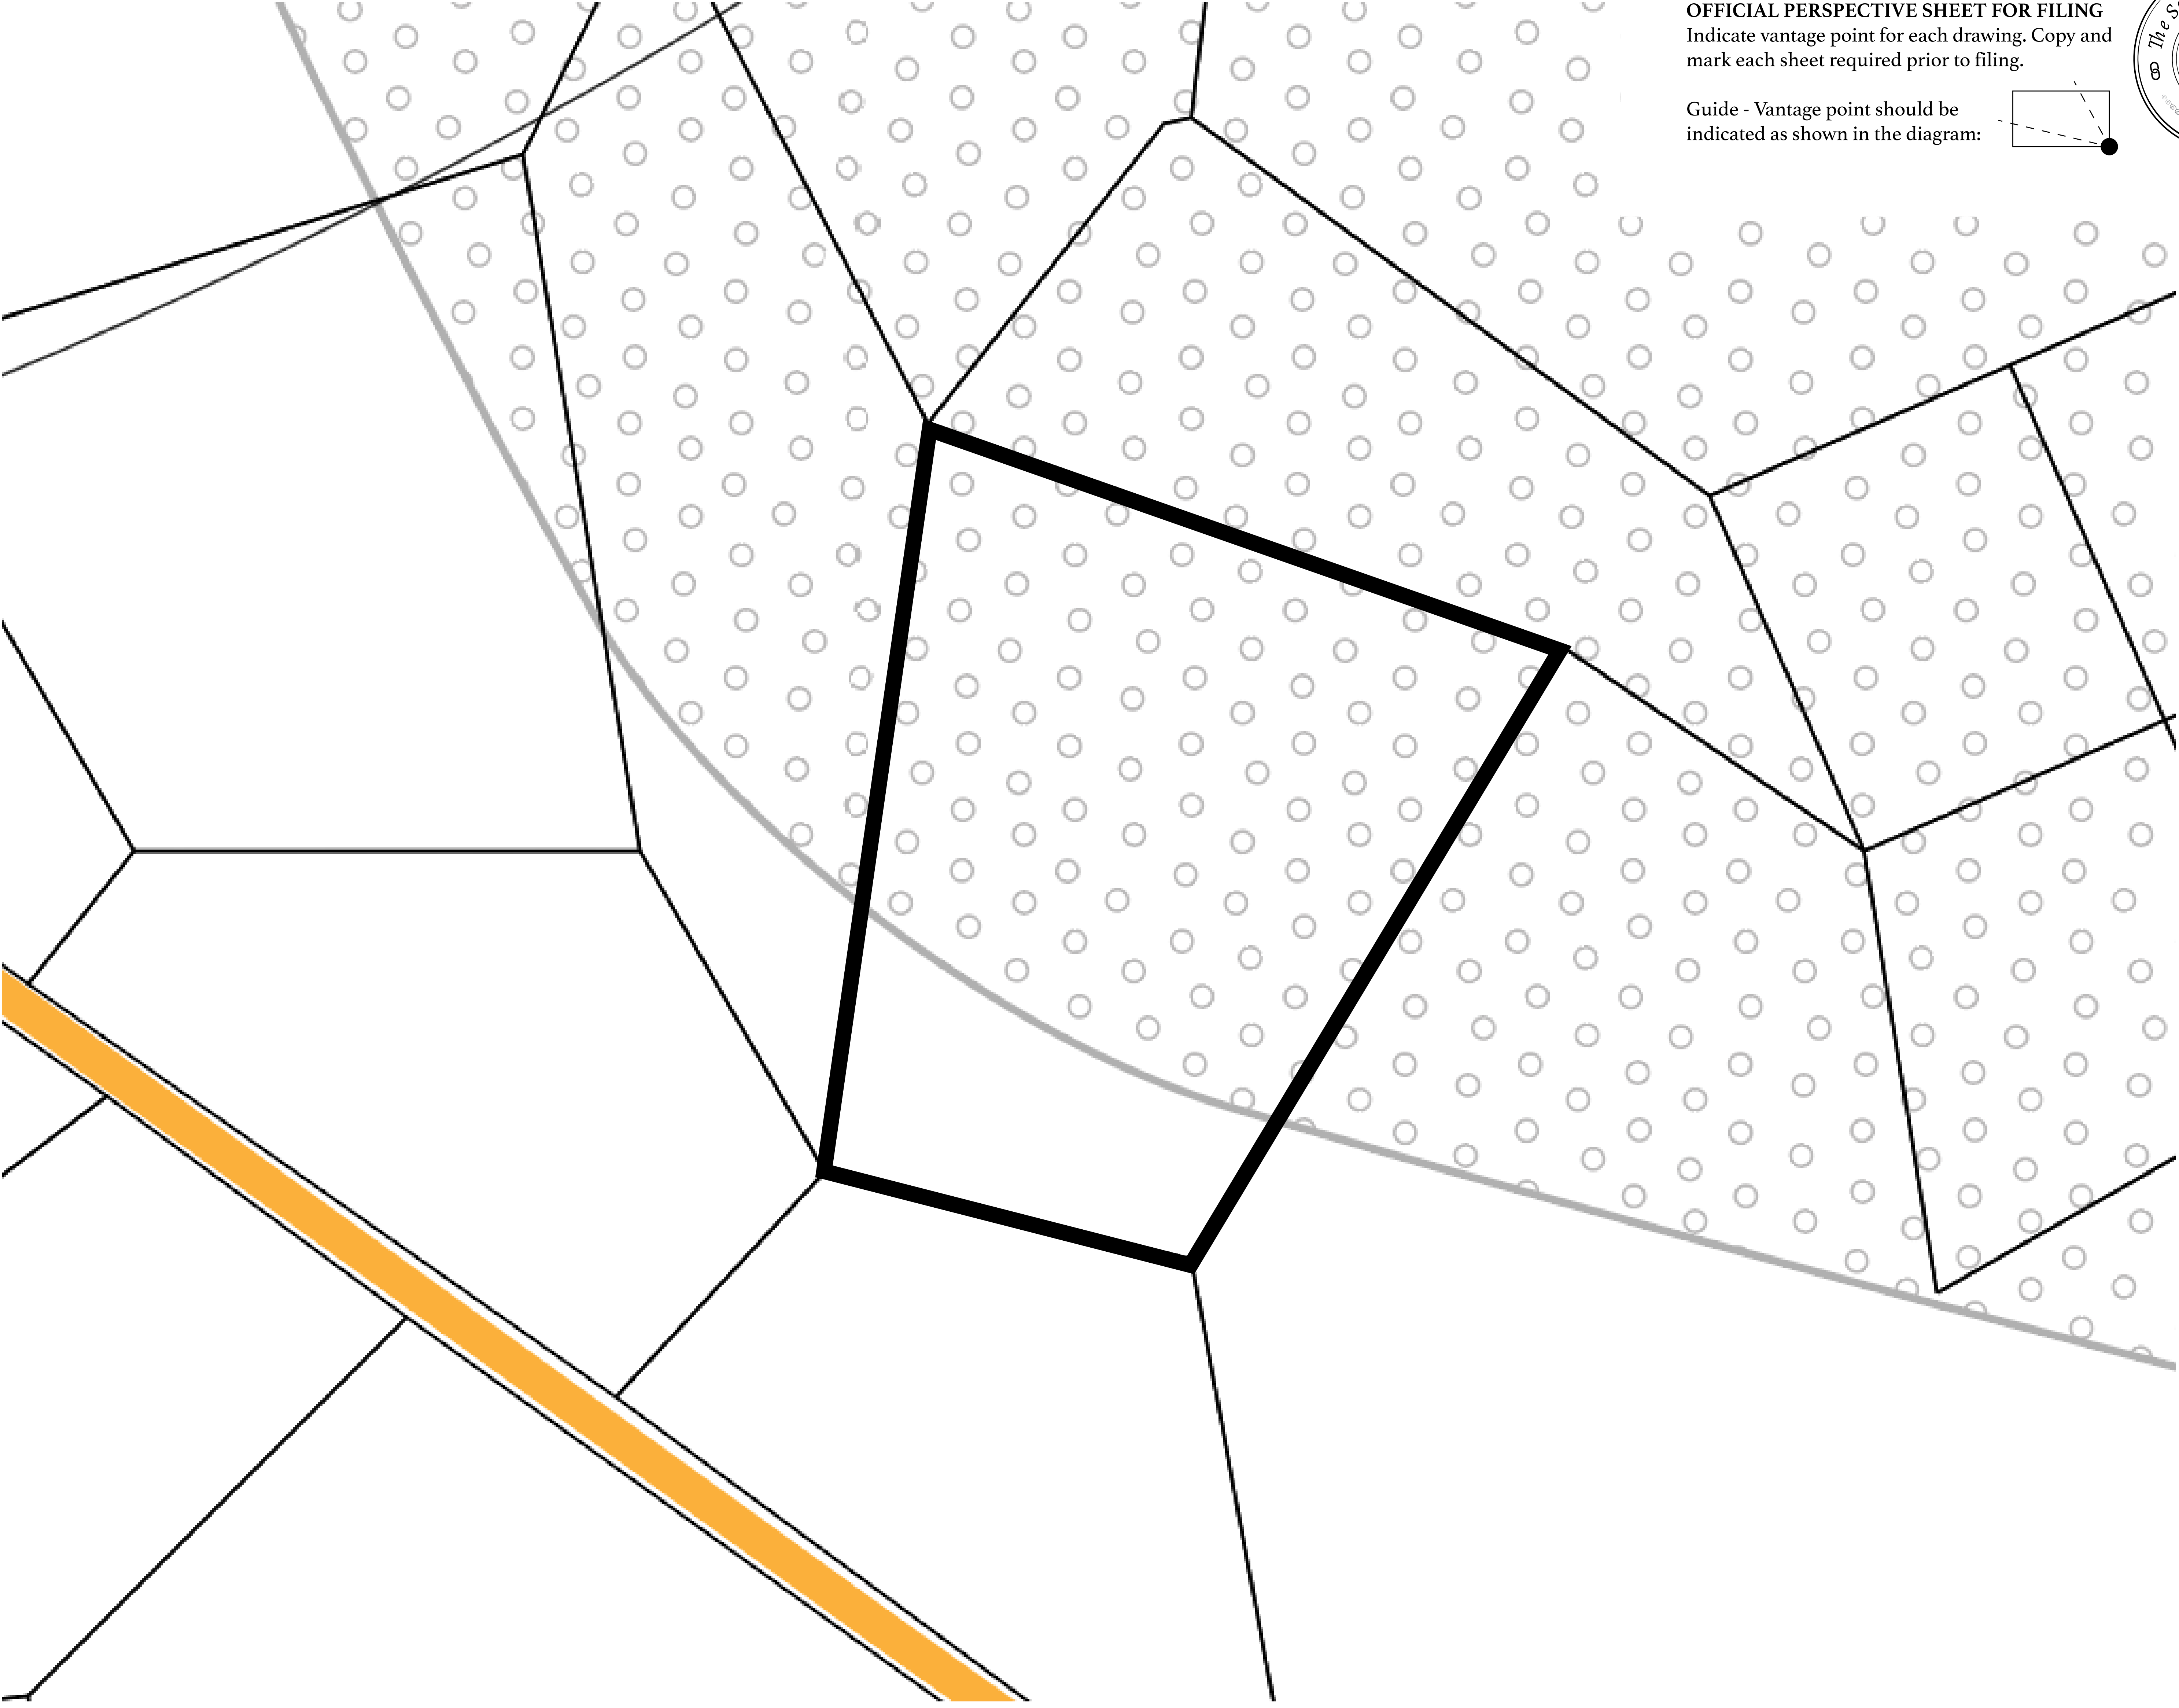 OFFICIAL PERSPECTIVE SHEET FOR FILING
Indicate vantage point for each drawing. Copy and
mark each sheet required prior to filing.
Guide - Vantage point should be
indicated as shown in the diagram:
The